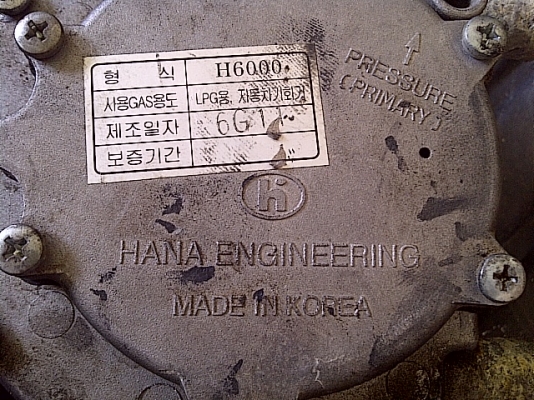 형 식 H6000
사용GAS용도 LPG용, 자동차기화기
제조일자 6G11
보증기간
PRESSURE
(PRIMARY)
H
HANA ENGINEERING
MADE IN KOREA